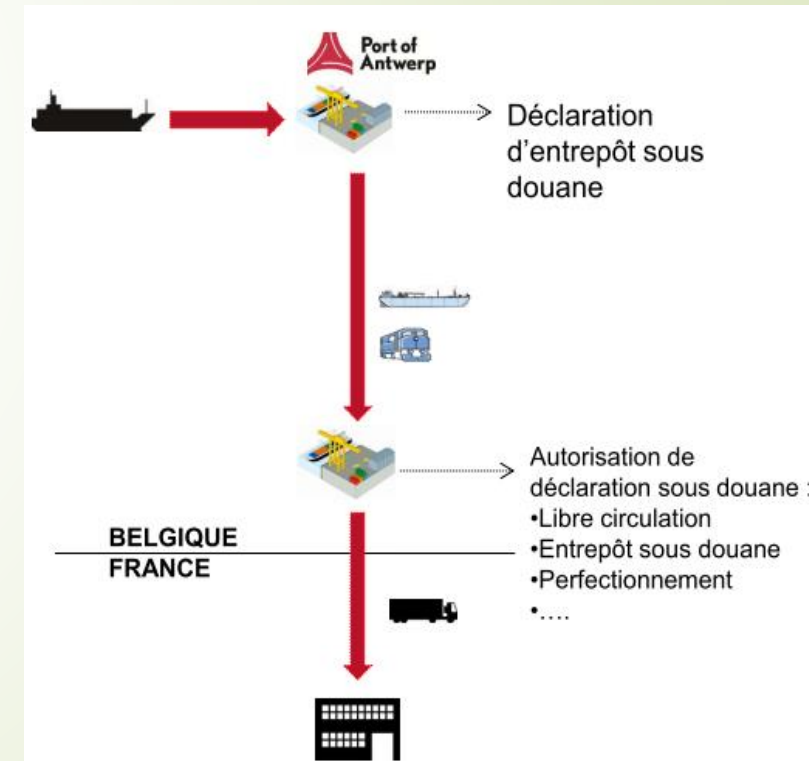 Port of
Antwerp
Déclaration
d'entrepôt sous
douane
Autorisation de
déclaration sous douane :
•Libre circulation
•Entrepôt sous douane
•Perfectionnement
•....
BELGIQUE
FRANCE